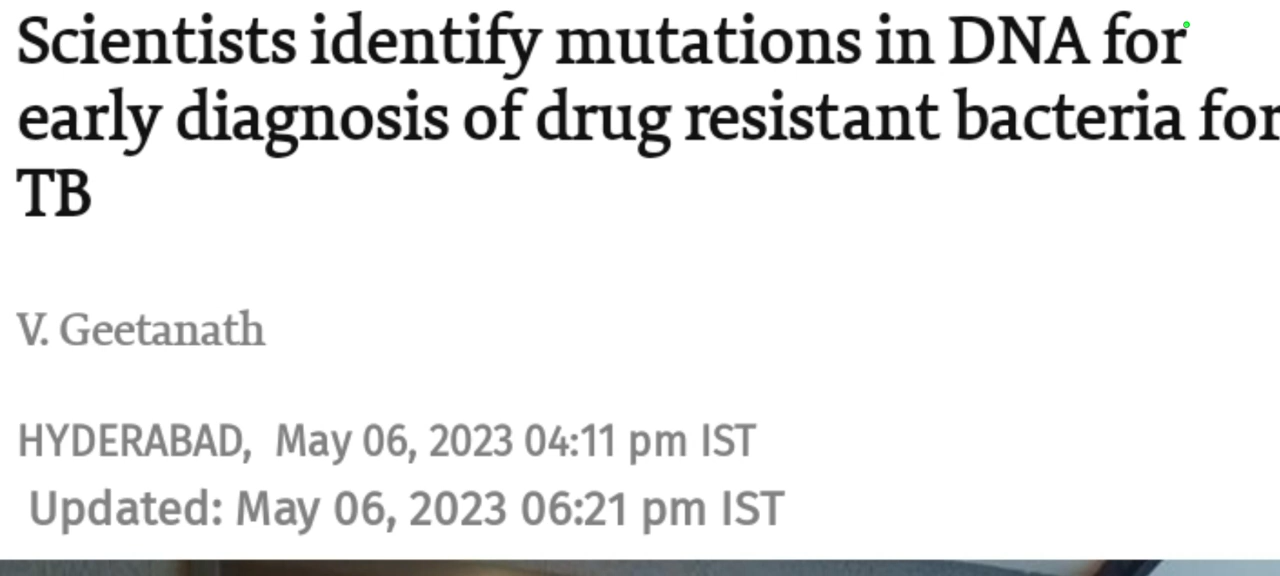 Scientists identify mutations in DNA for
early diagnosis of drug resistant bacteria for
TB
V. Geetanath
HYDERABAD, May 06, 2023 04:11 pm IST
Updated: May 06, 2023 06:21 pm IST